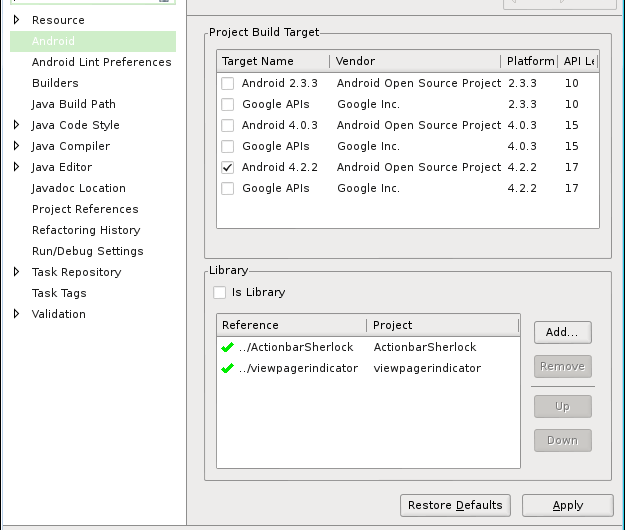 Resource
Android
Android Lint Preferences
Builders
Java Build Path
Java Code Style
Java Compiler
Java Editor
Javadoc Location
Project References
Refactoring History
Run/Debug Settings
Task Repository
Task Tags
Validation
Project Build Target
Target Name Vendor Platform API Le
Android 2.3.3 Android Open Source Project 2.3.3 10
Google APIs Google Inc. 2.3.3 10
Android 4.0.3 Android Open Source Project 4.0.3 15
Google APIs Google Inc. 4.0.3 15
Android 4.2.2 Android Open Source Project 4.2.2 17
Google APIs Google Inc. 4.2.2 17
Library
Is Library
Reference Project
../ActionbarSherlock ActionbarSherlock
../viewpagerindicator viewpagerindicator
Add...
Remove
Up
Down
Restore Defaults Apply